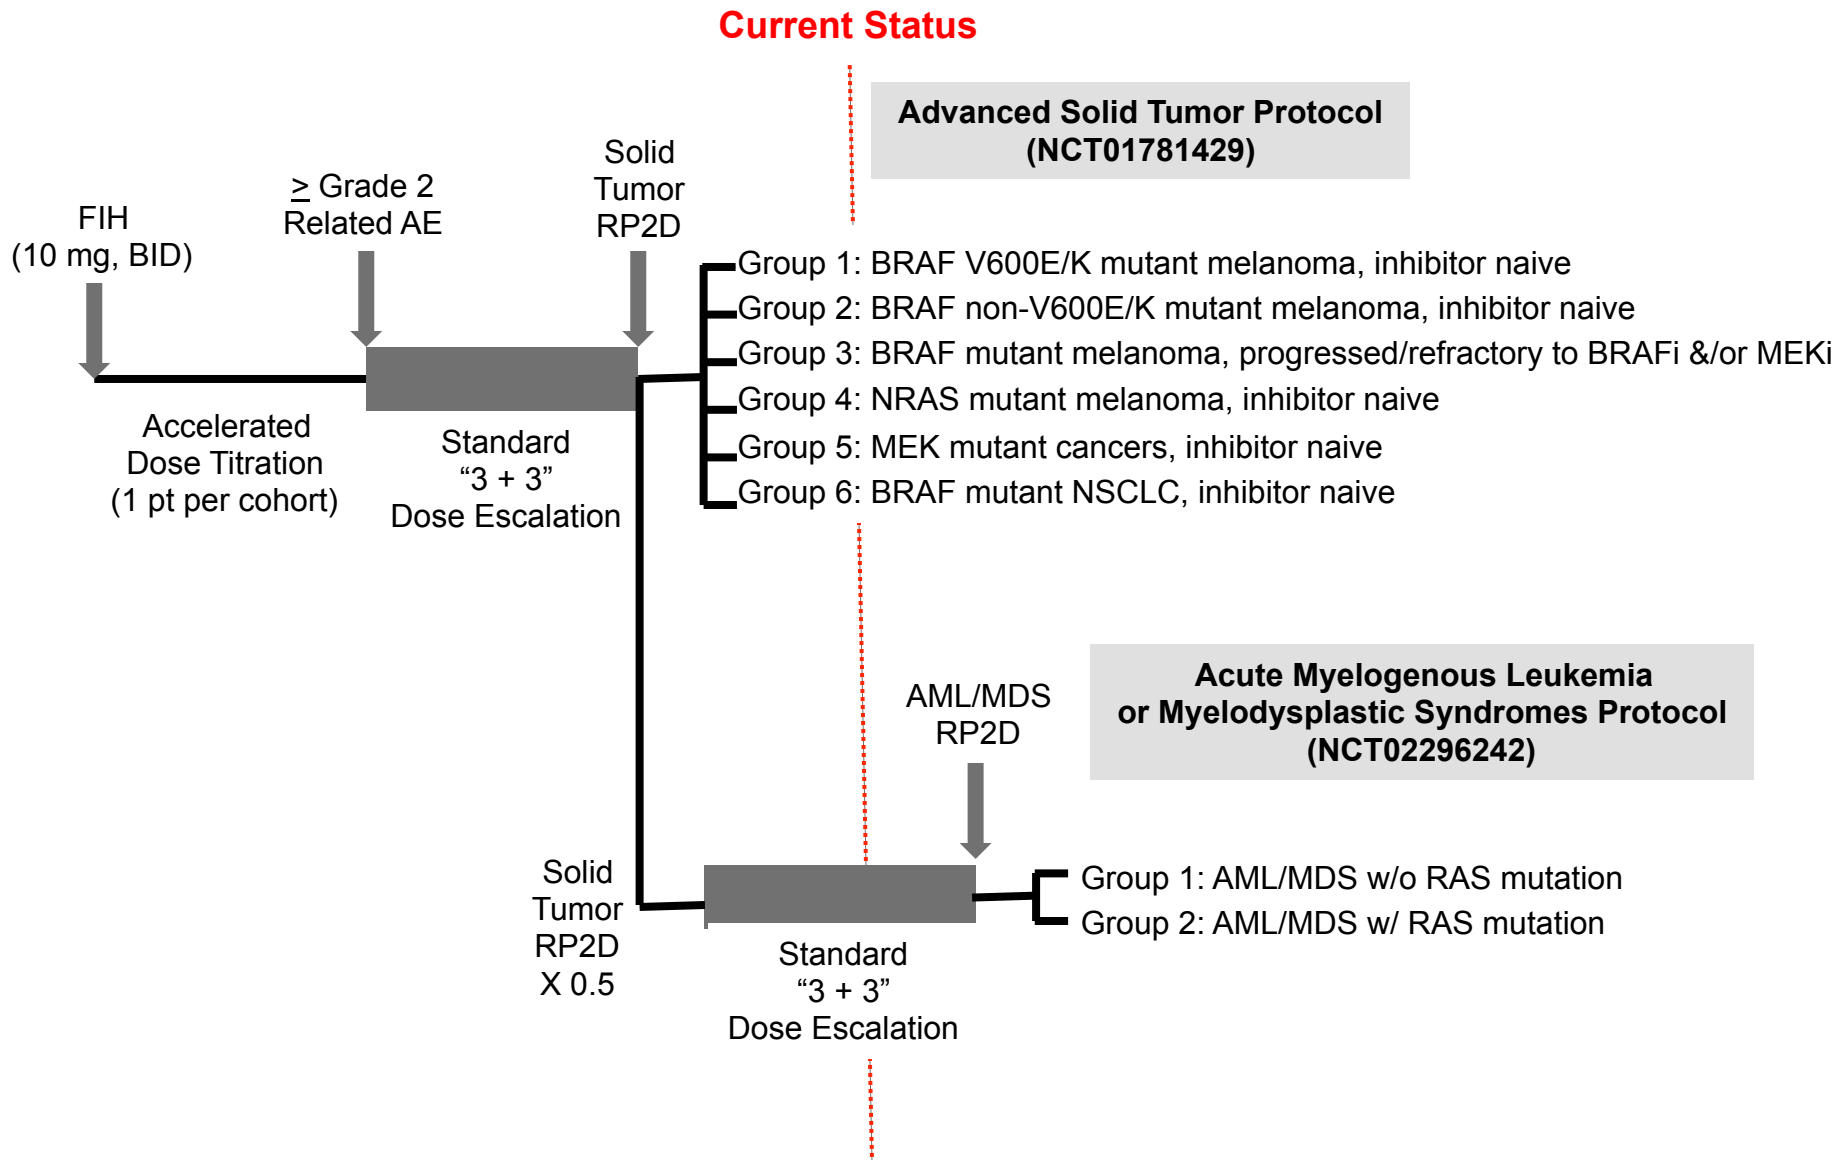 Current Status
Advanced Solid Tumor Protocol
(NCT01781429)
FIH
(10 mg, BID)
≥ Grade 2
Related AE
Solid
Tumor
RP2D
Accelerated
Dose Titration
(1 pt per cohort)
Standard
“3 + 3”
Dose Escalation
Group 1: BRAF V600E/K mutant melanoma, inhibitor naive
Group 2: BRAF non-V600E/K mutant melanoma, inhibitor naive
Group 3: BRAF mutant melanoma, progressed/refractory to BRAFi &/or MEKi
Group 4: NRAS mutant melanoma, inhibitor naive
Group 5: MEK mutant cancers, inhibitor naive
Group 6: BRAF mutant NSCLC, inhibitor naive
Acute Myelogenous Leukemia
or Myelodysplastic Syndromes Protocol
(NCT02296242)
AML/MDS
RP2D
Solid
Tumor
RP2D
X 0.5
Standard
“3 + 3”
Dose Escalation
Group 1: AML/MDS w/o RAS mutation
Group 2: AML/MDS w/ RAS mutation